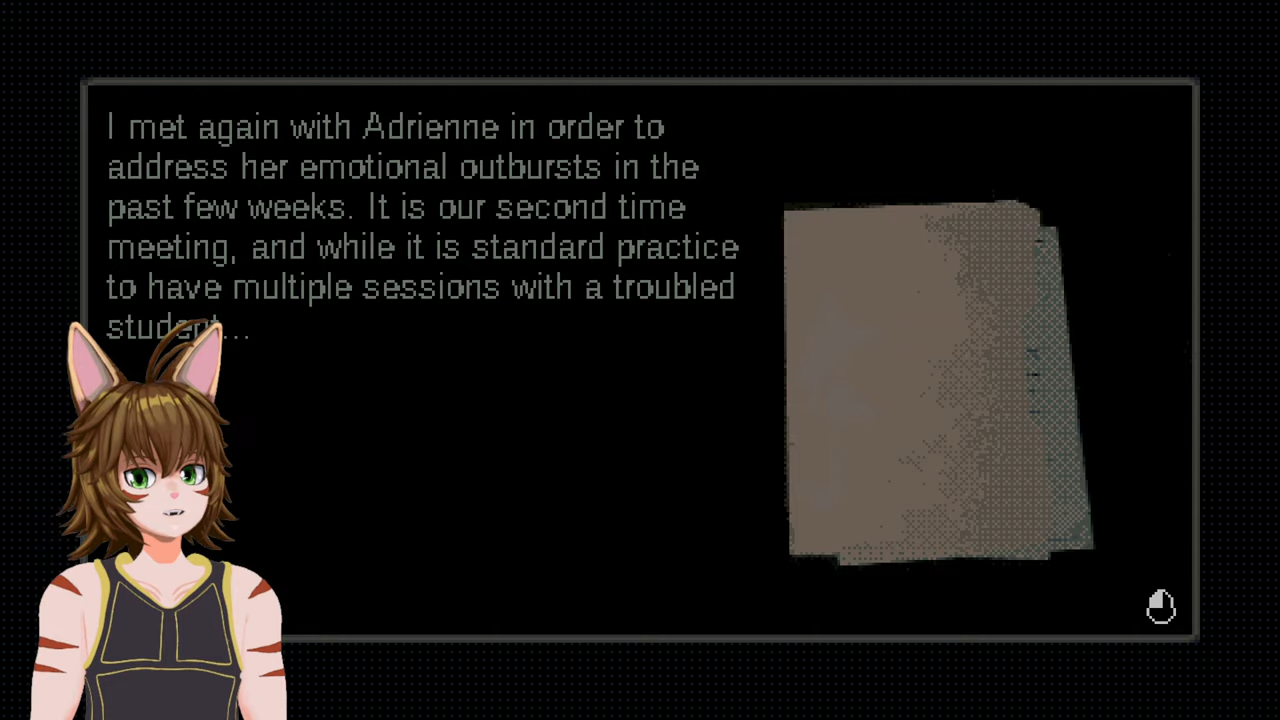 I met again with Adrienne in order to
address her emotional outbursts in the
past few weeks. It is our second time
meeting, and while it is standard practice
to have multiple sessions with a troubled
student...